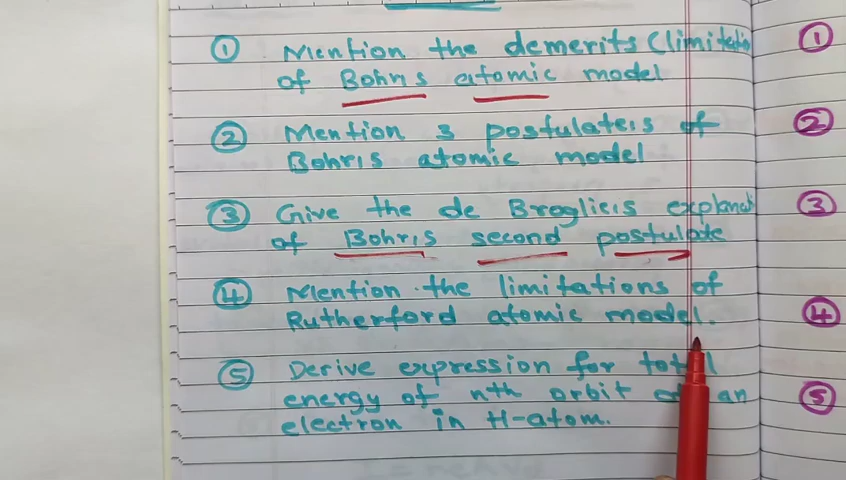 ① Mention the demerits (limitatio
of Bohr's atomic model
② Mention 3 postulates of
Bohr's atomic model
③ Give the de Broglie's explanat
of Bohr's second postulate
④ Mention the limitations of
Rutherford atomic model.
⑤ Derive expression for total
energy of nth orbit an
electron in H-atom.
①
②
③
④
⑤